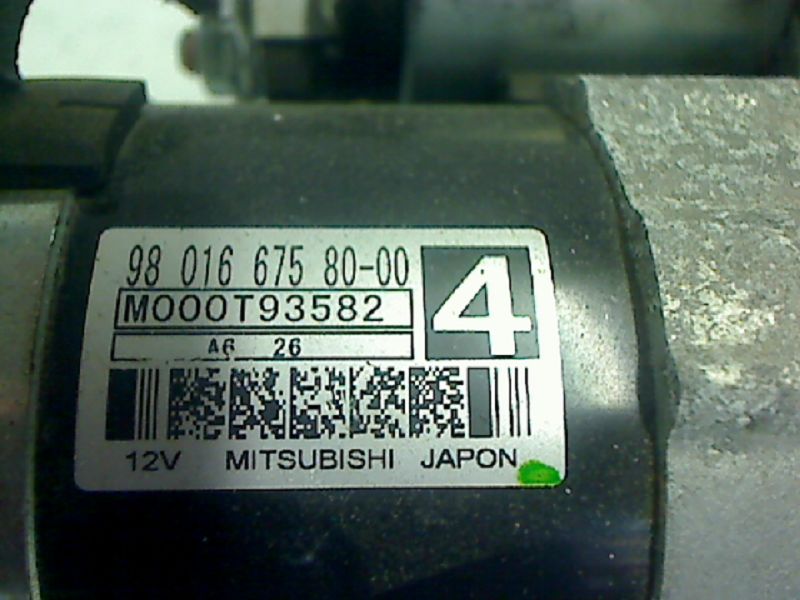 98 016 675 80-00
M000T93582
4
A6 26
12V MITSUBISHI JAPON